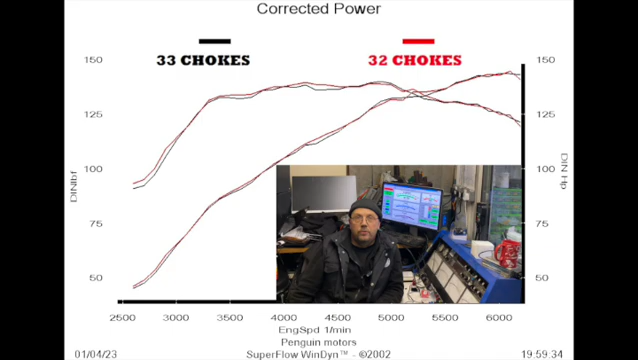 Corrected Power
33 CHOKES 32 CHOKES
150 150
125 125
100 100
DINlbf DIN Hp
75 75
50 50
2500 3000 3500 4000 4500 5000 5500 6000
EngSpd 1/min
Penguin motors
01/04/23 SuperFlow WinDyn™ - ©2002 19:59:34